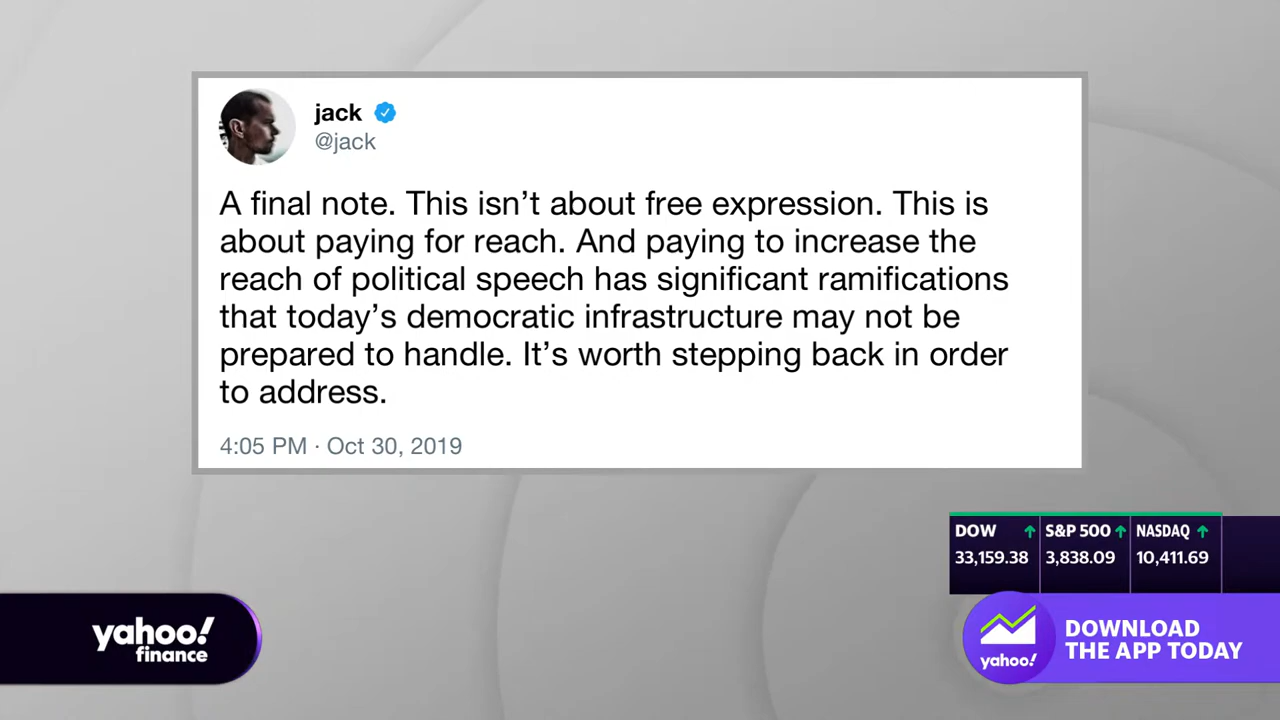 jack
@jack
A final note. This isn’t about free expression. This is
about paying for reach. And paying to increase the
reach of political speech has significant ramifications
that today’s democratic infrastructure may not be
prepared to handle. It’s worth stepping back in order
to address.
4:05 PM · Oct 30, 2019
DOW ↑ S&P 500 ↑ NASDAQ ↑
33,159.38 3,838.09 10,411.69
yahoo!
finance
yahoo!
DOWNLOAD
THE APP TODAY